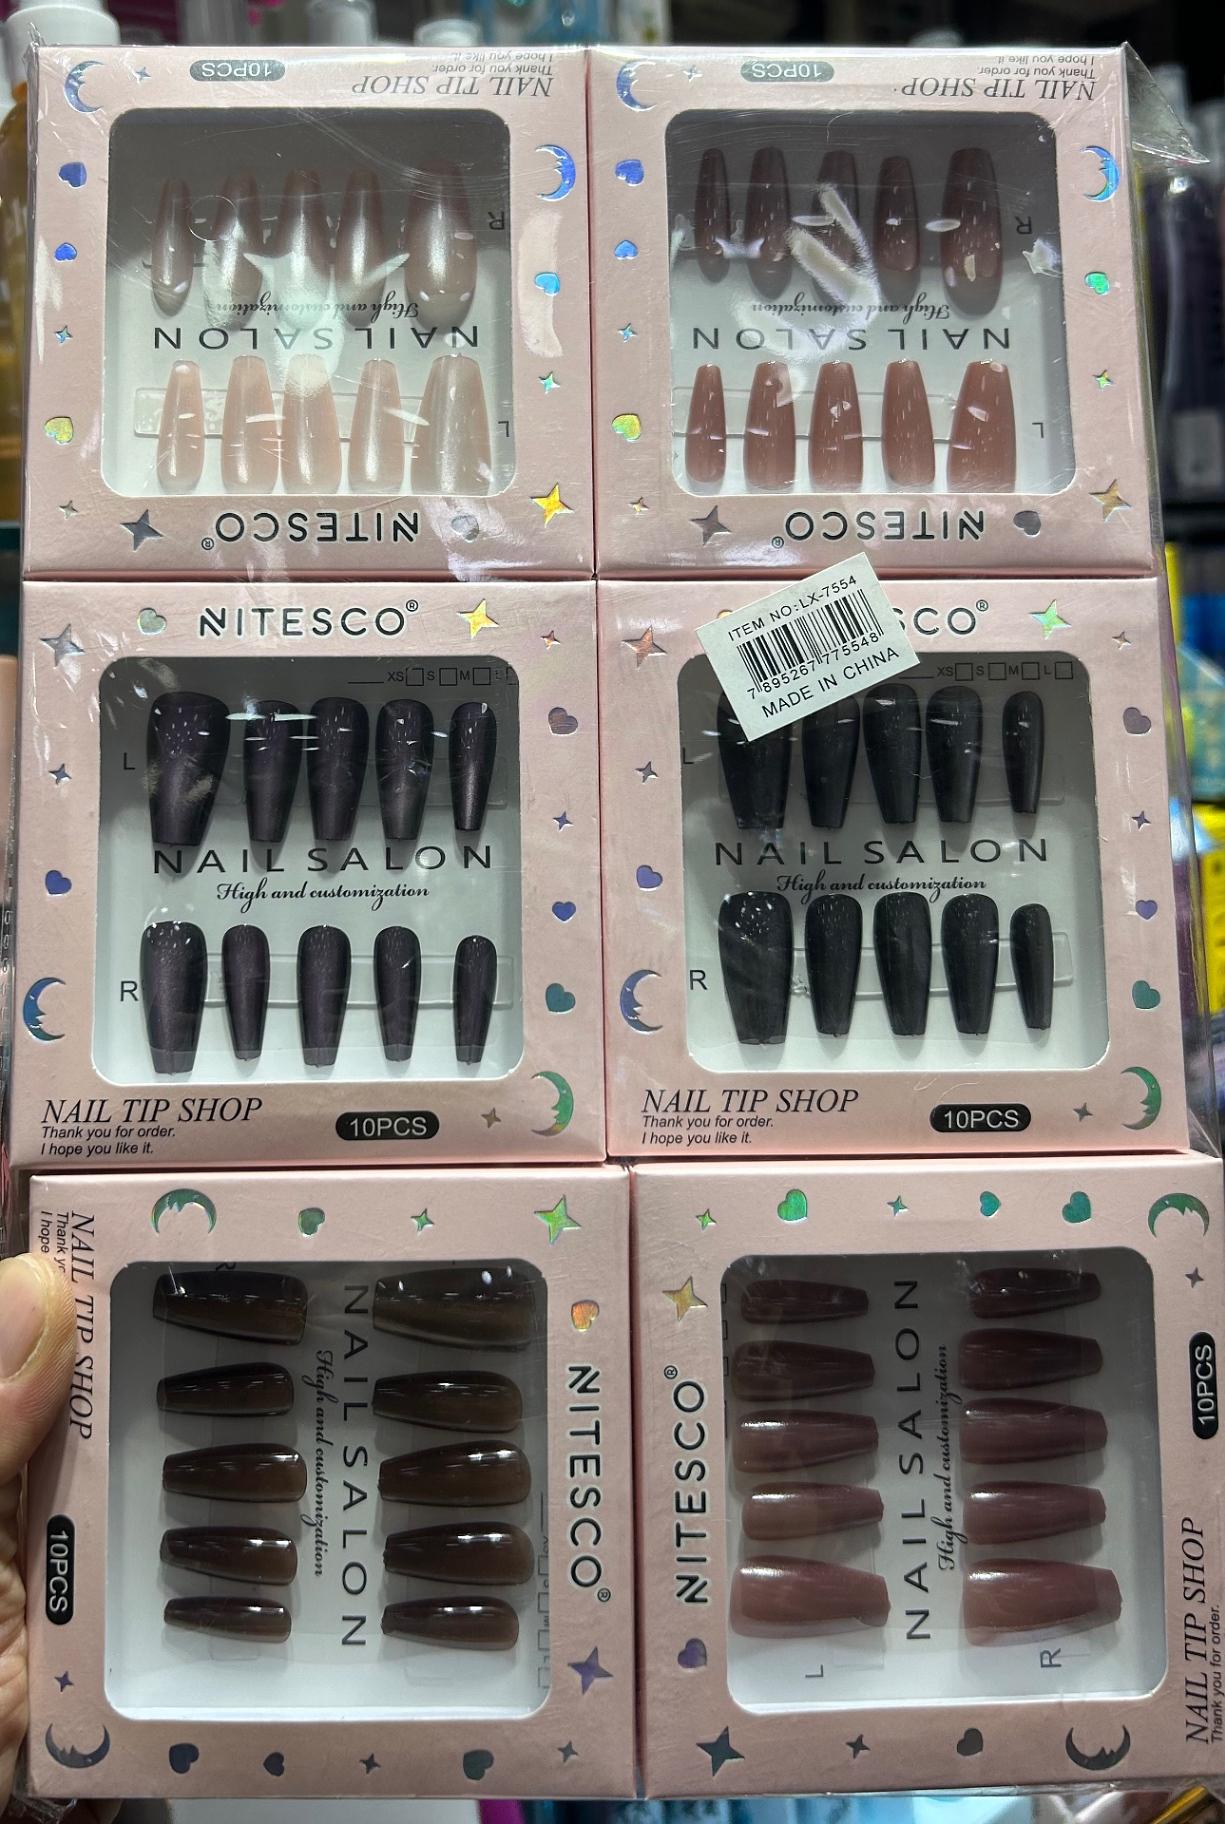 10PCS
Thank you for order.
I hope you like it.
NAIL TIP SHOP
R
High and customization
NAIL SALON
L
NITESCO®
10PCS
Thank you for order.
I hope you like it.
NAIL TIP SHOP
R
High and customization
NAIL SALON
L
NITESCO®
NITESCO®
XS S M L
L
NAIL SALON
High and customization
R
NAIL TIP SHOP
Thank you for order.
I hope you like it.
10PCS
SCO®
ITEM NO:LX-7554
7 895267 775548
MADE IN CHINA
XS S M L
L
NAIL SALON
High and customization
R
NAIL TIP SHOP
Thank you for order.
I hope you like it.
10PCS
NAIL TIP SHOP
Thank
I hope
10PCS
R
NAIL SALON
High and customization
NITESCO®
NITESCO®
NAIL SALON
High and customization
L
R
10PCS
NAIL TIP SHOP
Thank you for order.